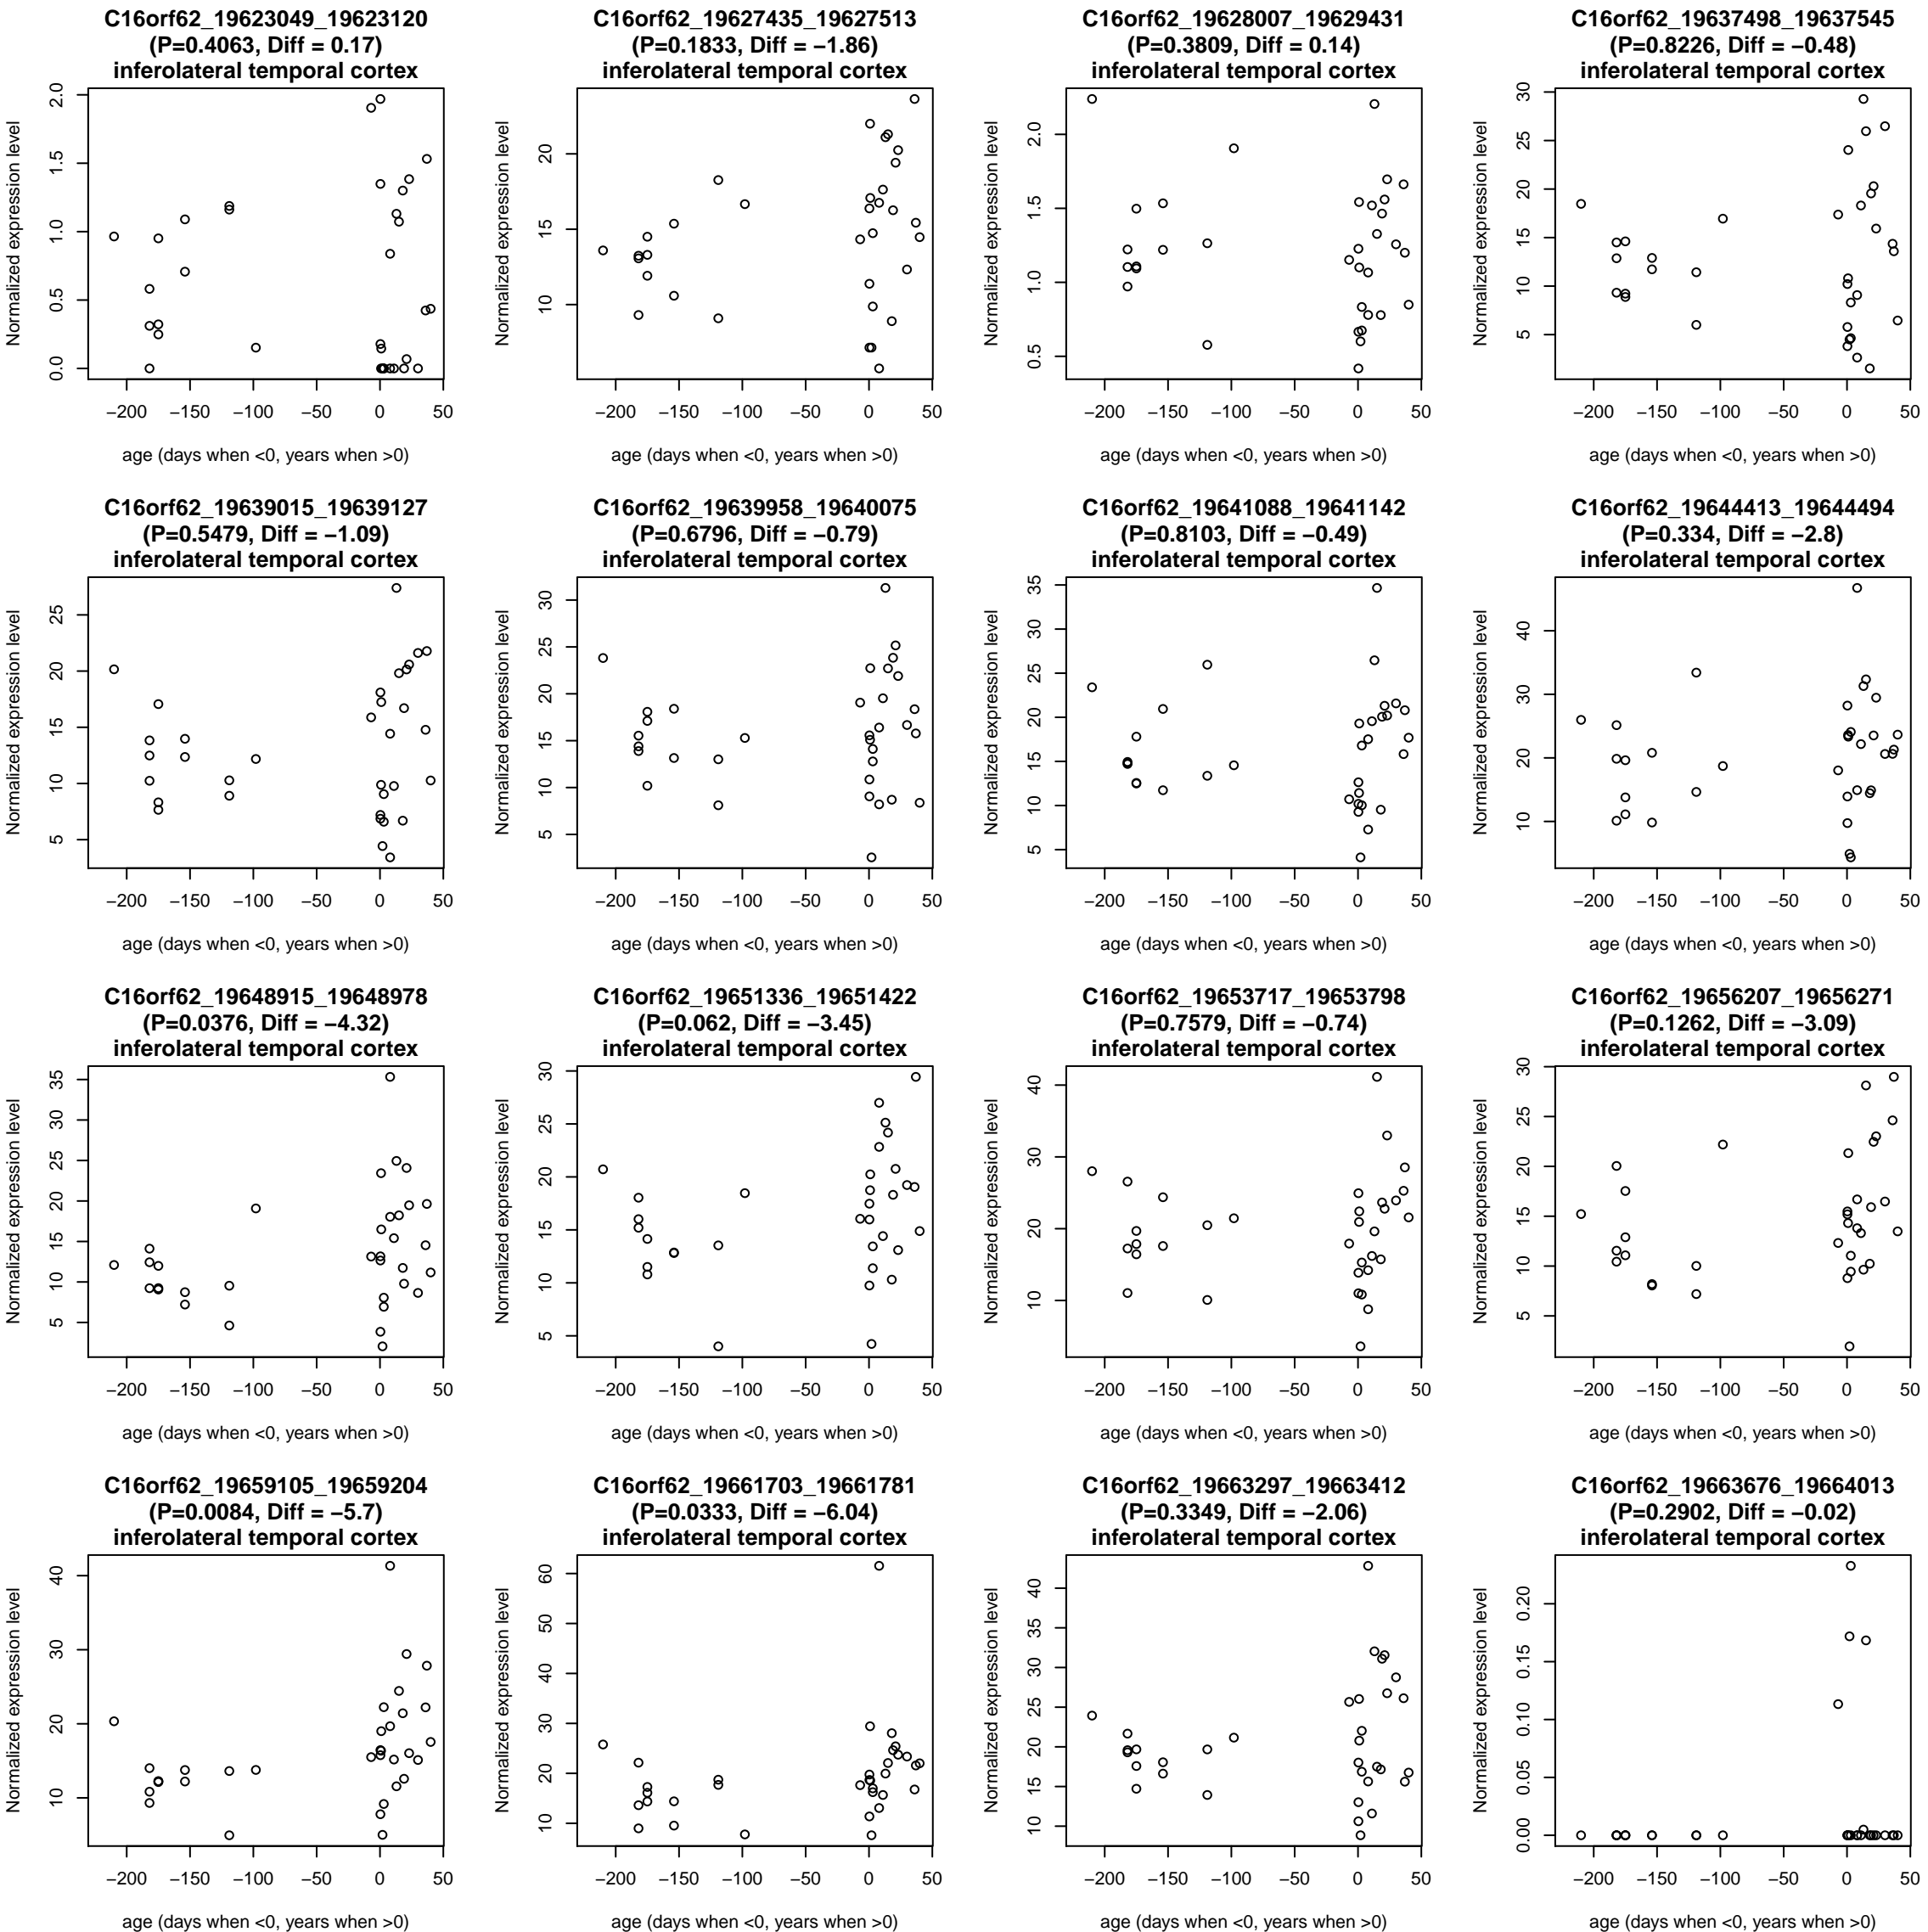 C16orf62_19623049_19623120
(P=0.4063, Diff = 0.17)
inferolateral temporal cortex
Normalized expression level
0.0 0.5 1.0 1.5 2.0
−200 −150 −100 −50 0 50
age (days when <0, years when >0)
C16orf62_19627435_19627513
(P=0.1833, Diff = −1.86)
inferolateral temporal cortex
Normalized expression level
10 15 20
−200 −150 −100 −50 0 50
age (days when <0, years when >0)
C16orf62_19628007_19629431
(P=0.3809, Diff = 0.14)
inferolateral temporal cortex
Normalized expression level
0.5 1.0 1.5 2.0
−200 −150 −100 −50 0 50
age (days when <0, years when >0)
C16orf62_19637498_19637545
(P=0.8226, Diff = −0.48)
inferolateral temporal cortex
Normalized expression level
5 10 15 20 25 30
−200 −150 −100 −50 0 50
age (days when <0, years when >0)
C16orf62_19639015_19639127
(P=0.5479, Diff = −1.09)
inferolateral temporal cortex
Normalized expression level
5 10 15 20 25
−200 −150 −100 −50 0 50
age (days when <0, years when >0)
C16orf62_19639958_19640075
(P=0.6796, Diff = −0.79)
inferolateral temporal cortex
Normalized expression level
5 10 15 20 25 30
−200 −150 −100 −50 0 50
age (days when <0, years when >0)
C16orf62_19641088_19641142
(P=0.8103, Diff = −0.49)
inferolateral temporal cortex
Normalized expression level
5 10 15 20 25 30 35
−200 −150 −100 −50 0 50
age (days when <0, years when >0)
C16orf62_19644413_19644494
(P=0.334, Diff = −2.8)
inferolateral temporal cortex
Normalized expression level
10 20 30 40
−200 −150 −100 −50 0 50
age (days when <0, years when >0)
C16orf62_19648915_19648978
(P=0.0376, Diff = −4.32)
inferolateral temporal cortex
Normalized expression level
5 10 15 20 25 30 35
−200 −150 −100 −50 0 50
age (days when <0, years when >0)
C16orf62_19651336_19651422
(P=0.062, Diff = −3.45)
inferolateral temporal cortex
Normalized expression level
5 10 15 20 25 30
−200 −150 −100 −50 0 50
age (days when <0, years when >0)
C16orf62_19653717_19653798
(P=0.7579, Diff = −0.74)
inferolateral temporal cortex
Normalized expression level
10 20 30 40
−200 −150 −100 −50 0 50
age (days when <0, years when >0)
C16orf62_19656207_19656271
(P=0.1262, Diff = −3.09)
inferolateral temporal cortex
Normalized expression level
5 10 15 20 25 30
−200 −150 −100 −50 0 50
age (days when <0, years when >0)
C16orf62_19659105_19659204
(P=0.0084, Diff = −5.7)
inferolateral temporal cortex
Normalized expression level
10 20 30 40
−200 −150 −100 −50 0 50
age (days when <0, years when >0)
C16orf62_19661703_19661781
(P=0.0333, Diff = −6.04)
inferolateral temporal cortex
Normalized expression level
10 20 30 40 50 60
−200 −150 −100 −50 0 50
age (days when <0, years when >0)
C16orf62_19663297_19663412
(P=0.3349, Diff = −2.06)
inferolateral temporal cortex
Normalized expression level
10 15 20 25 30 35 40
−200 −150 −100 −50 0 50
age (days when <0, years when >0)
C16orf62_19663676_19664013
(P=0.2902, Diff = −0.02)
inferolateral temporal cortex
Normalized expression level
0.00 0.05 0.10 0.15 0.20
−200 −150 −100 −50 0 50
age (days when <0, years when >0)